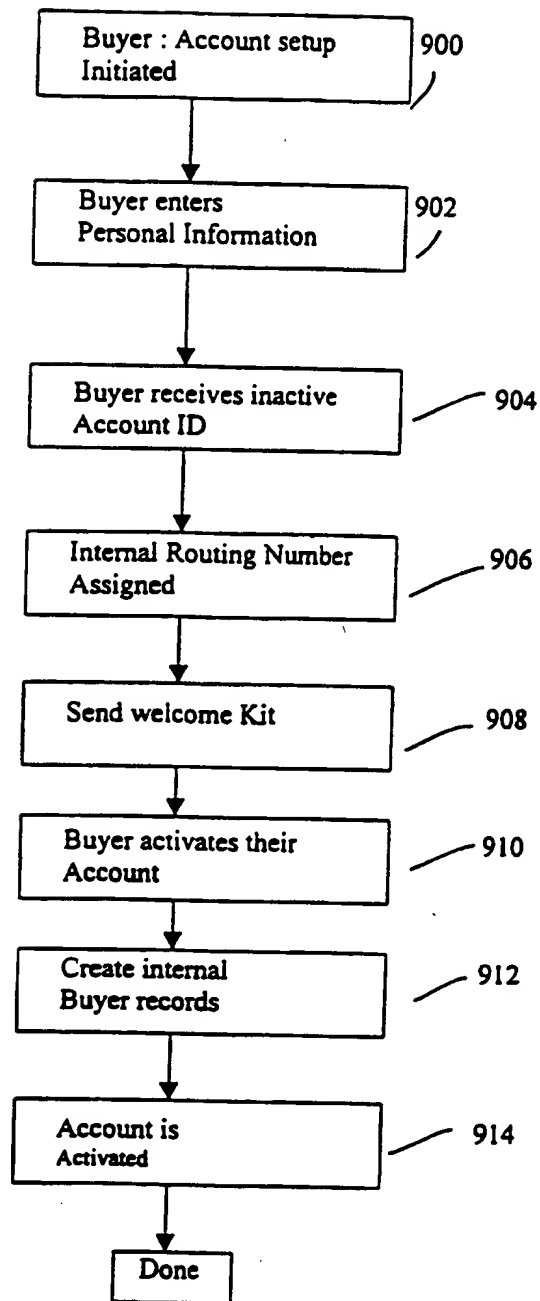 Buyer : Account setup
Initiated
900
Buyer enters
Personal Information
902
Buyer receives inactive
Account ID
904
Internal Routing Number
Assigned
906
Send welcome Kit
908
Buyer activates their
Account
910
Create internal
Buyer records
912
Account is
Activated
914
Done